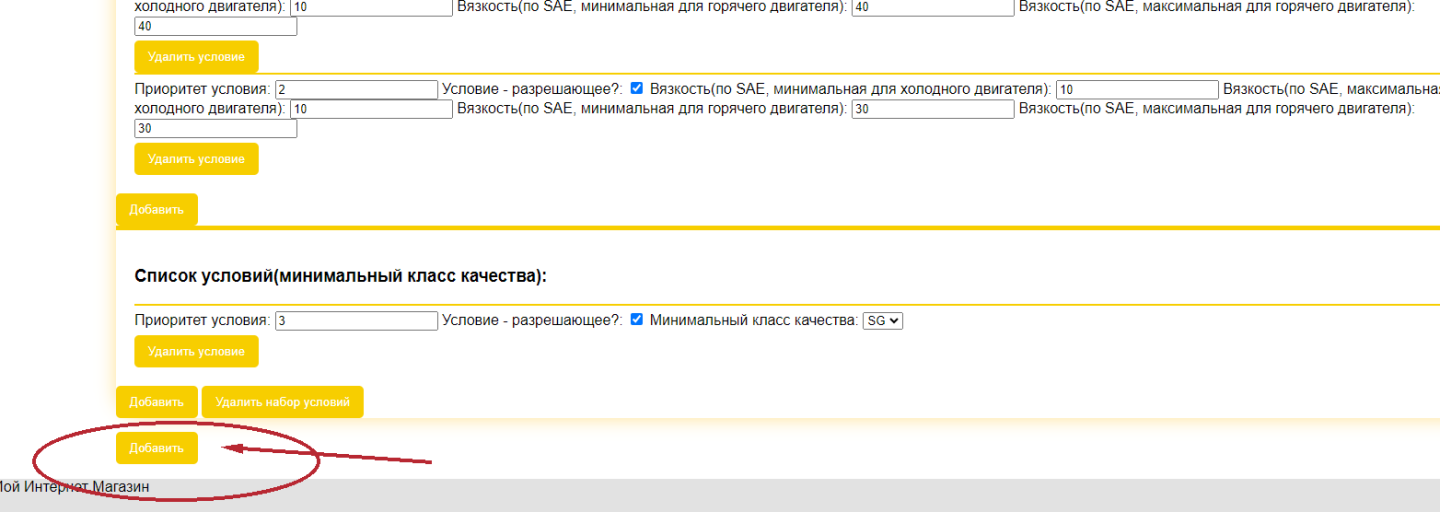 холодного двигателя): 10 Вязкость(по SAE, минимальная для горячего двигателя): 40 Вязкость(по SAE, максимальная для горячего двигателя):
40
Удалить условие
Приоритет условия: 2 Условие - разрешающее?: Вязкость(по SAE, минимальная для холодного двигателя): 10 Вязкость(по SAE, максимальна
холодного двигателя): 10 Вязкость(по SAE, минимальная для горячего двигателя): 30 Вязкость(по SAE, максимальная для горячего двигателя):
30
Удалить условие
Добавить
Список условий(минимальный класс качества):
Приоритет условия: 3 Условие - разрешающее?: Минимальный класс качества: SG
Удалить условие
Добавить Удалить набор условий
Добавить
Мой Интернет Магазин